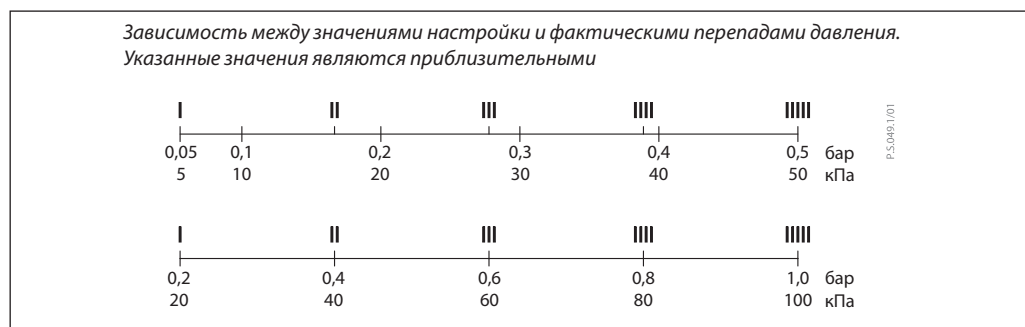 Зависимость между значениями настройки и фактическими перепадами давления.
Указанные значения являются приблизительными
I II III IIII IIIII
0,05 0,1 0,2 0,3 0,4 0,5 бар
5 10 20 30 40 50 кПа
P.S.049.1/01
I II III IIII IIIII
0,2 0,4 0,6 0,8 1,0 бар
20 40 60 80 100 кПа